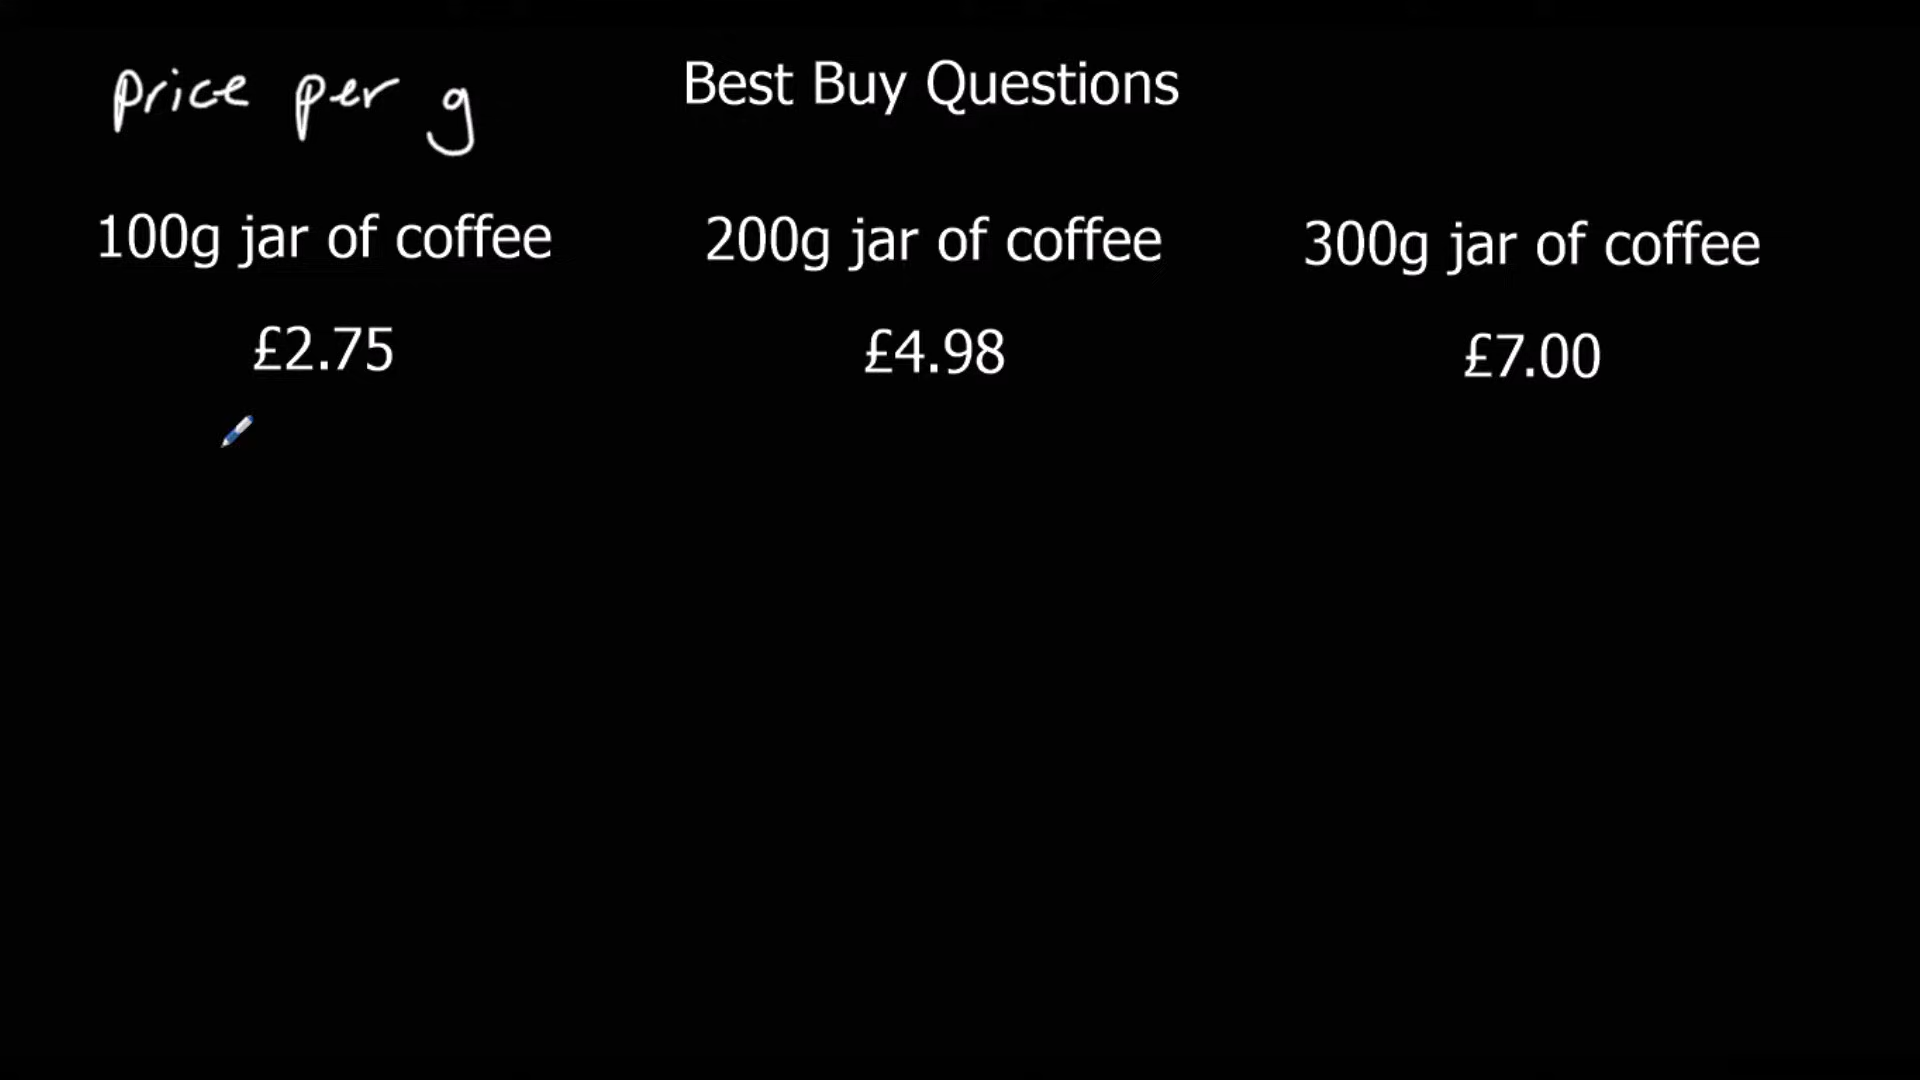 price per g
Best Buy Questions
100g jar of coffee
200g jar of coffee
300g jar of coffee
£2.75
£4.98
£7.00